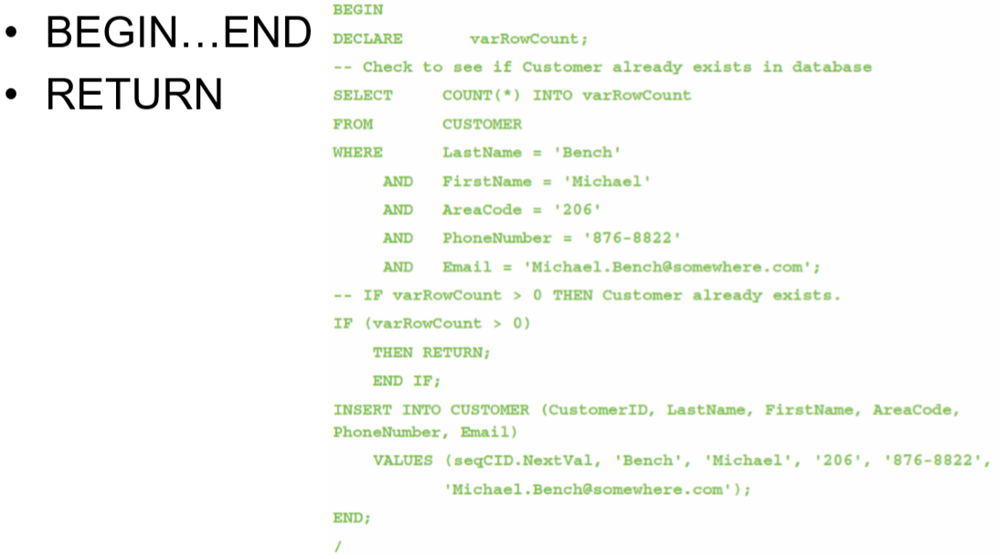 • BEGIN…END
• RETURN
BEGIN
DECLARE varRowCount;
-- Check to see if Customer already exists in database
SELECT COUNT(*) INTO varRowCount
FROM CUSTOMER
WHERE LastName = 'Bench'
AND FirstName = 'Michael'
AND AreaCode = '206'
AND PhoneNumber = '876-8822'
AND Email = 'Michael.Bench@somewhere.com';
-- IF varRowCount > 0 THEN Customer already exists.
IF (varRowCount > 0)
THEN RETURN;
END IF;
INSERT INTO CUSTOMER (CustomerID, LastName, FirstName, AreaCode,
PhoneNumber, Email)
VALUES (seqCID.NextVal, 'Bench', 'Michael', '206', '876-8822',
'Michael.Bench@somewhere.com');
END;
/